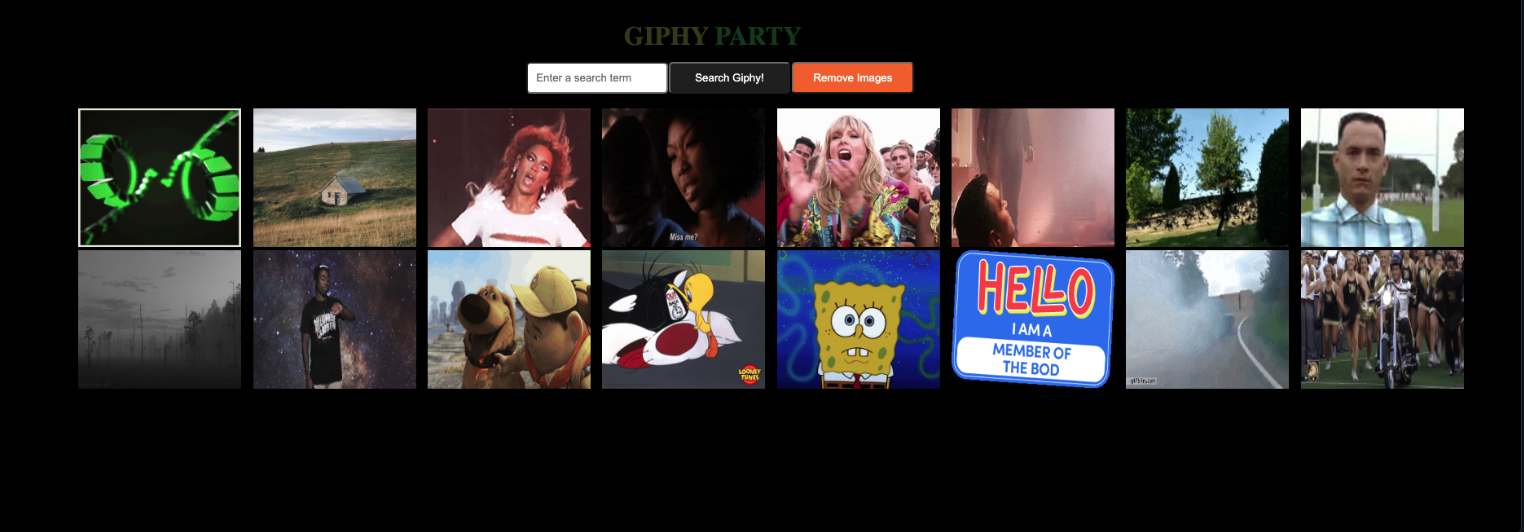 GIPHY PARTY
Enter a search term
Search Giphy!
Remove Images
Miss me?
HELLO
I AM A
MEMBER OF
THE BOD
LOONEY
TUNES